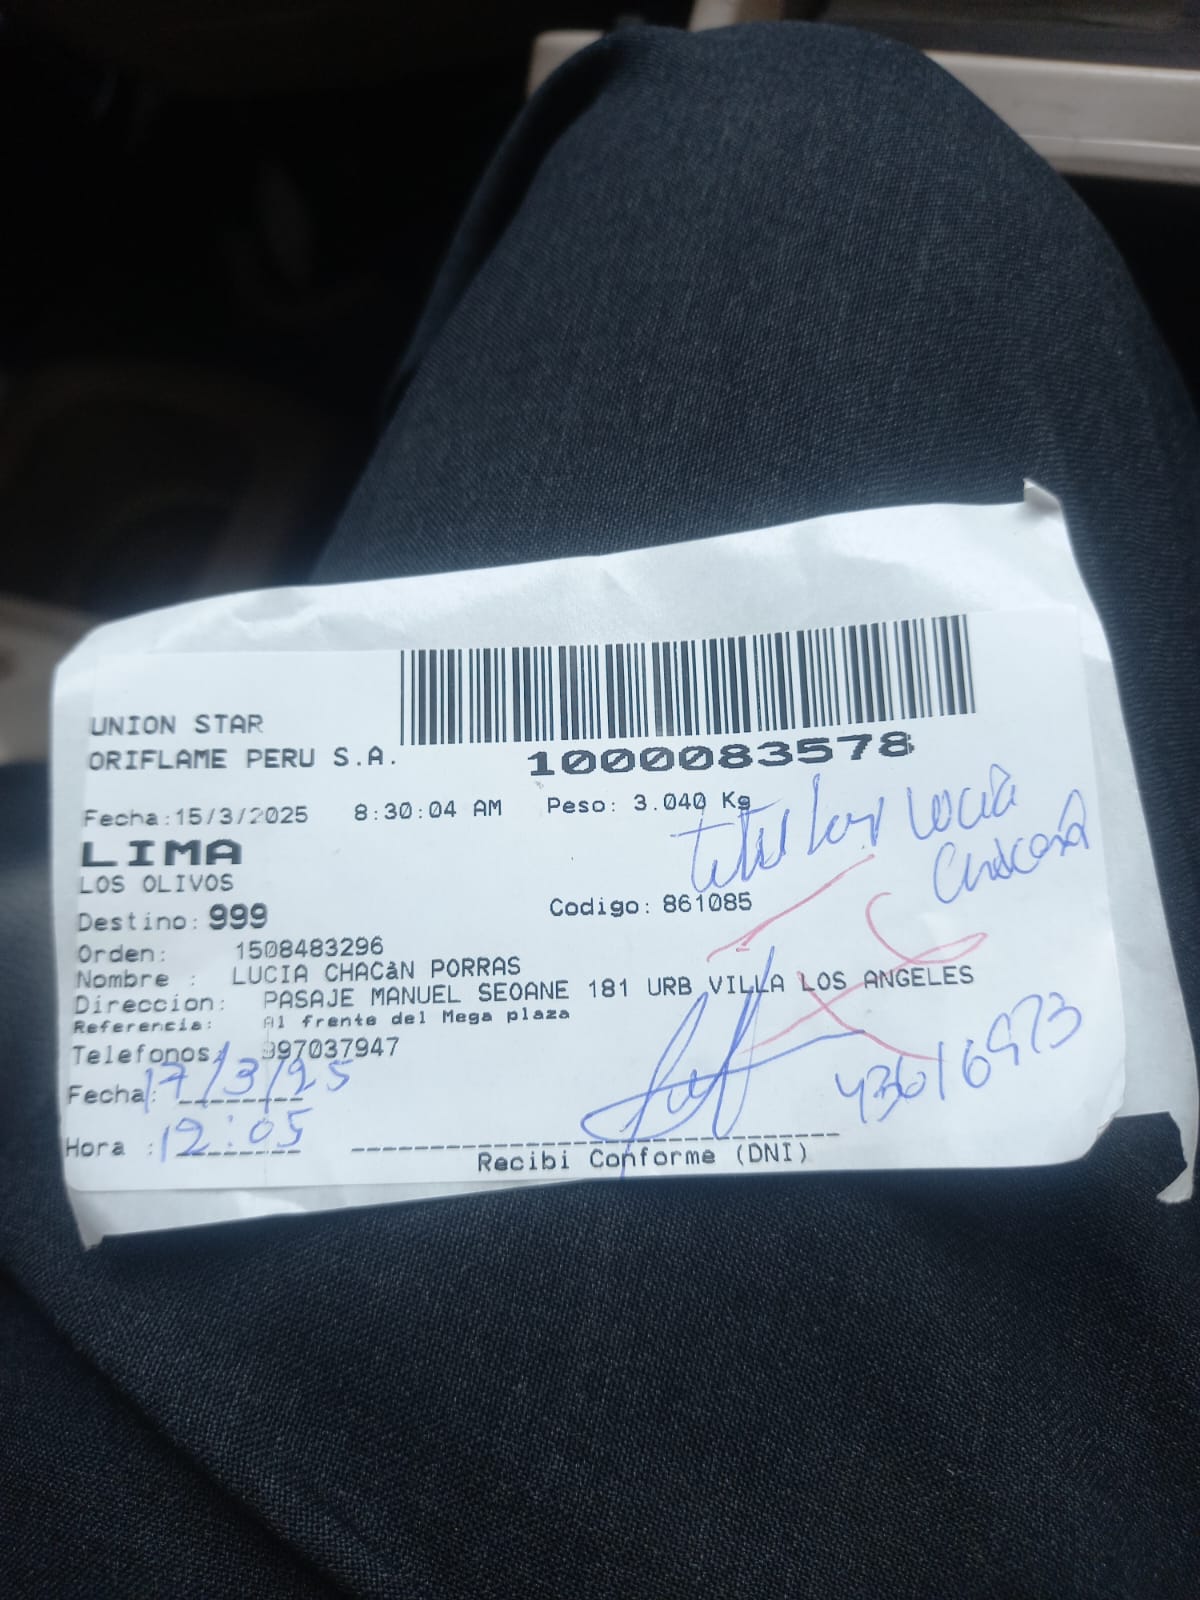 UNION STAR
ORIFLAME PERU S.A.
1000083578
Fecha:15/3/2025 8:30:04 AM Peso: 3.040 Kg
LIMA
LOS OLIVOS
titular Lucia
Chacón
Destino: 999 Codigo: 861085
Orden: 1508483296
Nombre : LUCIA CHACàN PORRAS
Direccion: PASAJE MANUEL SEOANE 181 URB VILLA LOS ANGELES
Referencia: Al frente del Mega plaza
Telefonos: 997037947
Fecha: 17/3/25
43616973
Hora : 12:05
Recibi Conforme (DNI)